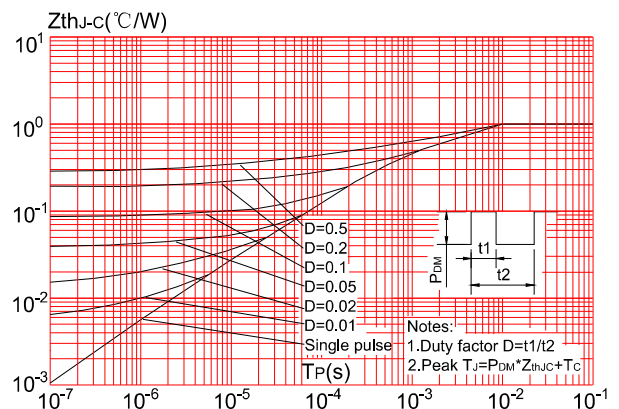 ZthJ-C(℃/W)
10¹
10⁰
10⁻¹
10⁻²
10⁻³
D=0.5
D=0.2
D=0.1
D=0.05
D=0.02
D=0.01
Single pulse
PDM
t1
t2
Notes:
1.Duty factor D=t1/t2
2.Peak TJ=PDM*ZthJC+TC
TP(s)
10⁻⁷
10⁻⁶
10⁻⁵
10⁻⁴
10⁻³
10⁻²
10⁻¹